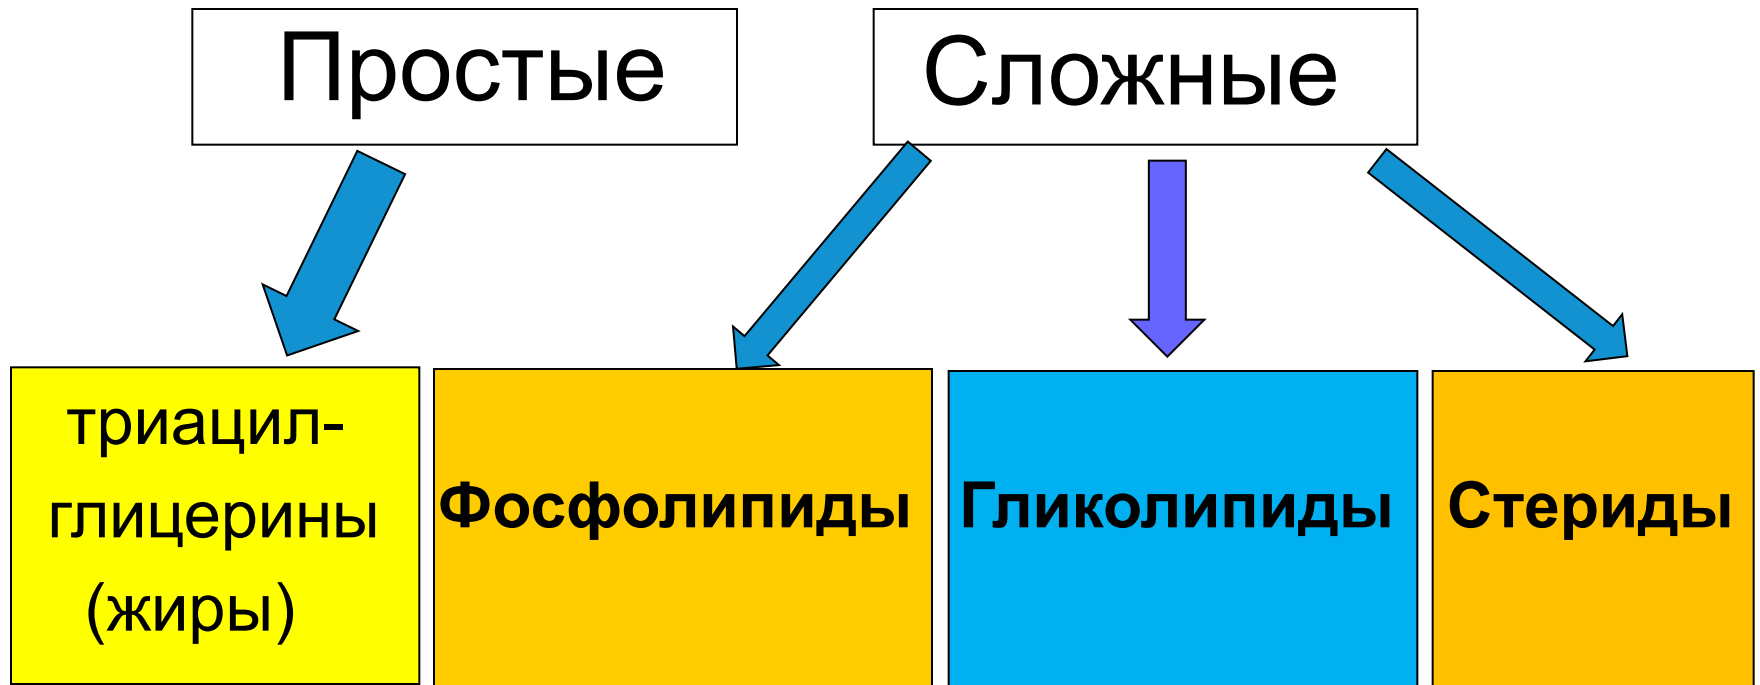 Простые
Сложные
триацил-
глицерины
(жиры)
Фосфолипиды
Гликолипиды
Стериды